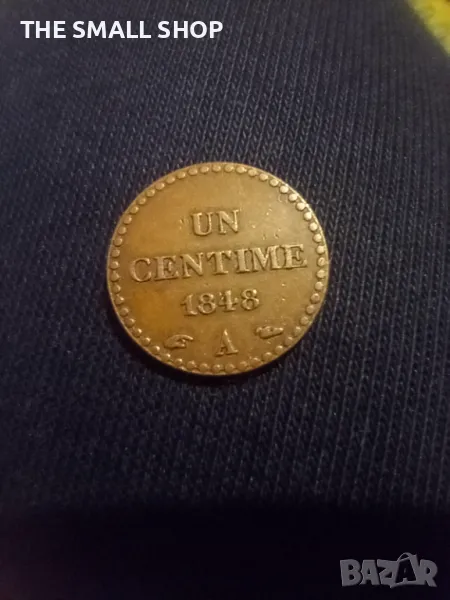 THE SMALL SHOP
UN
CENTIME
1848
A
BAZAR